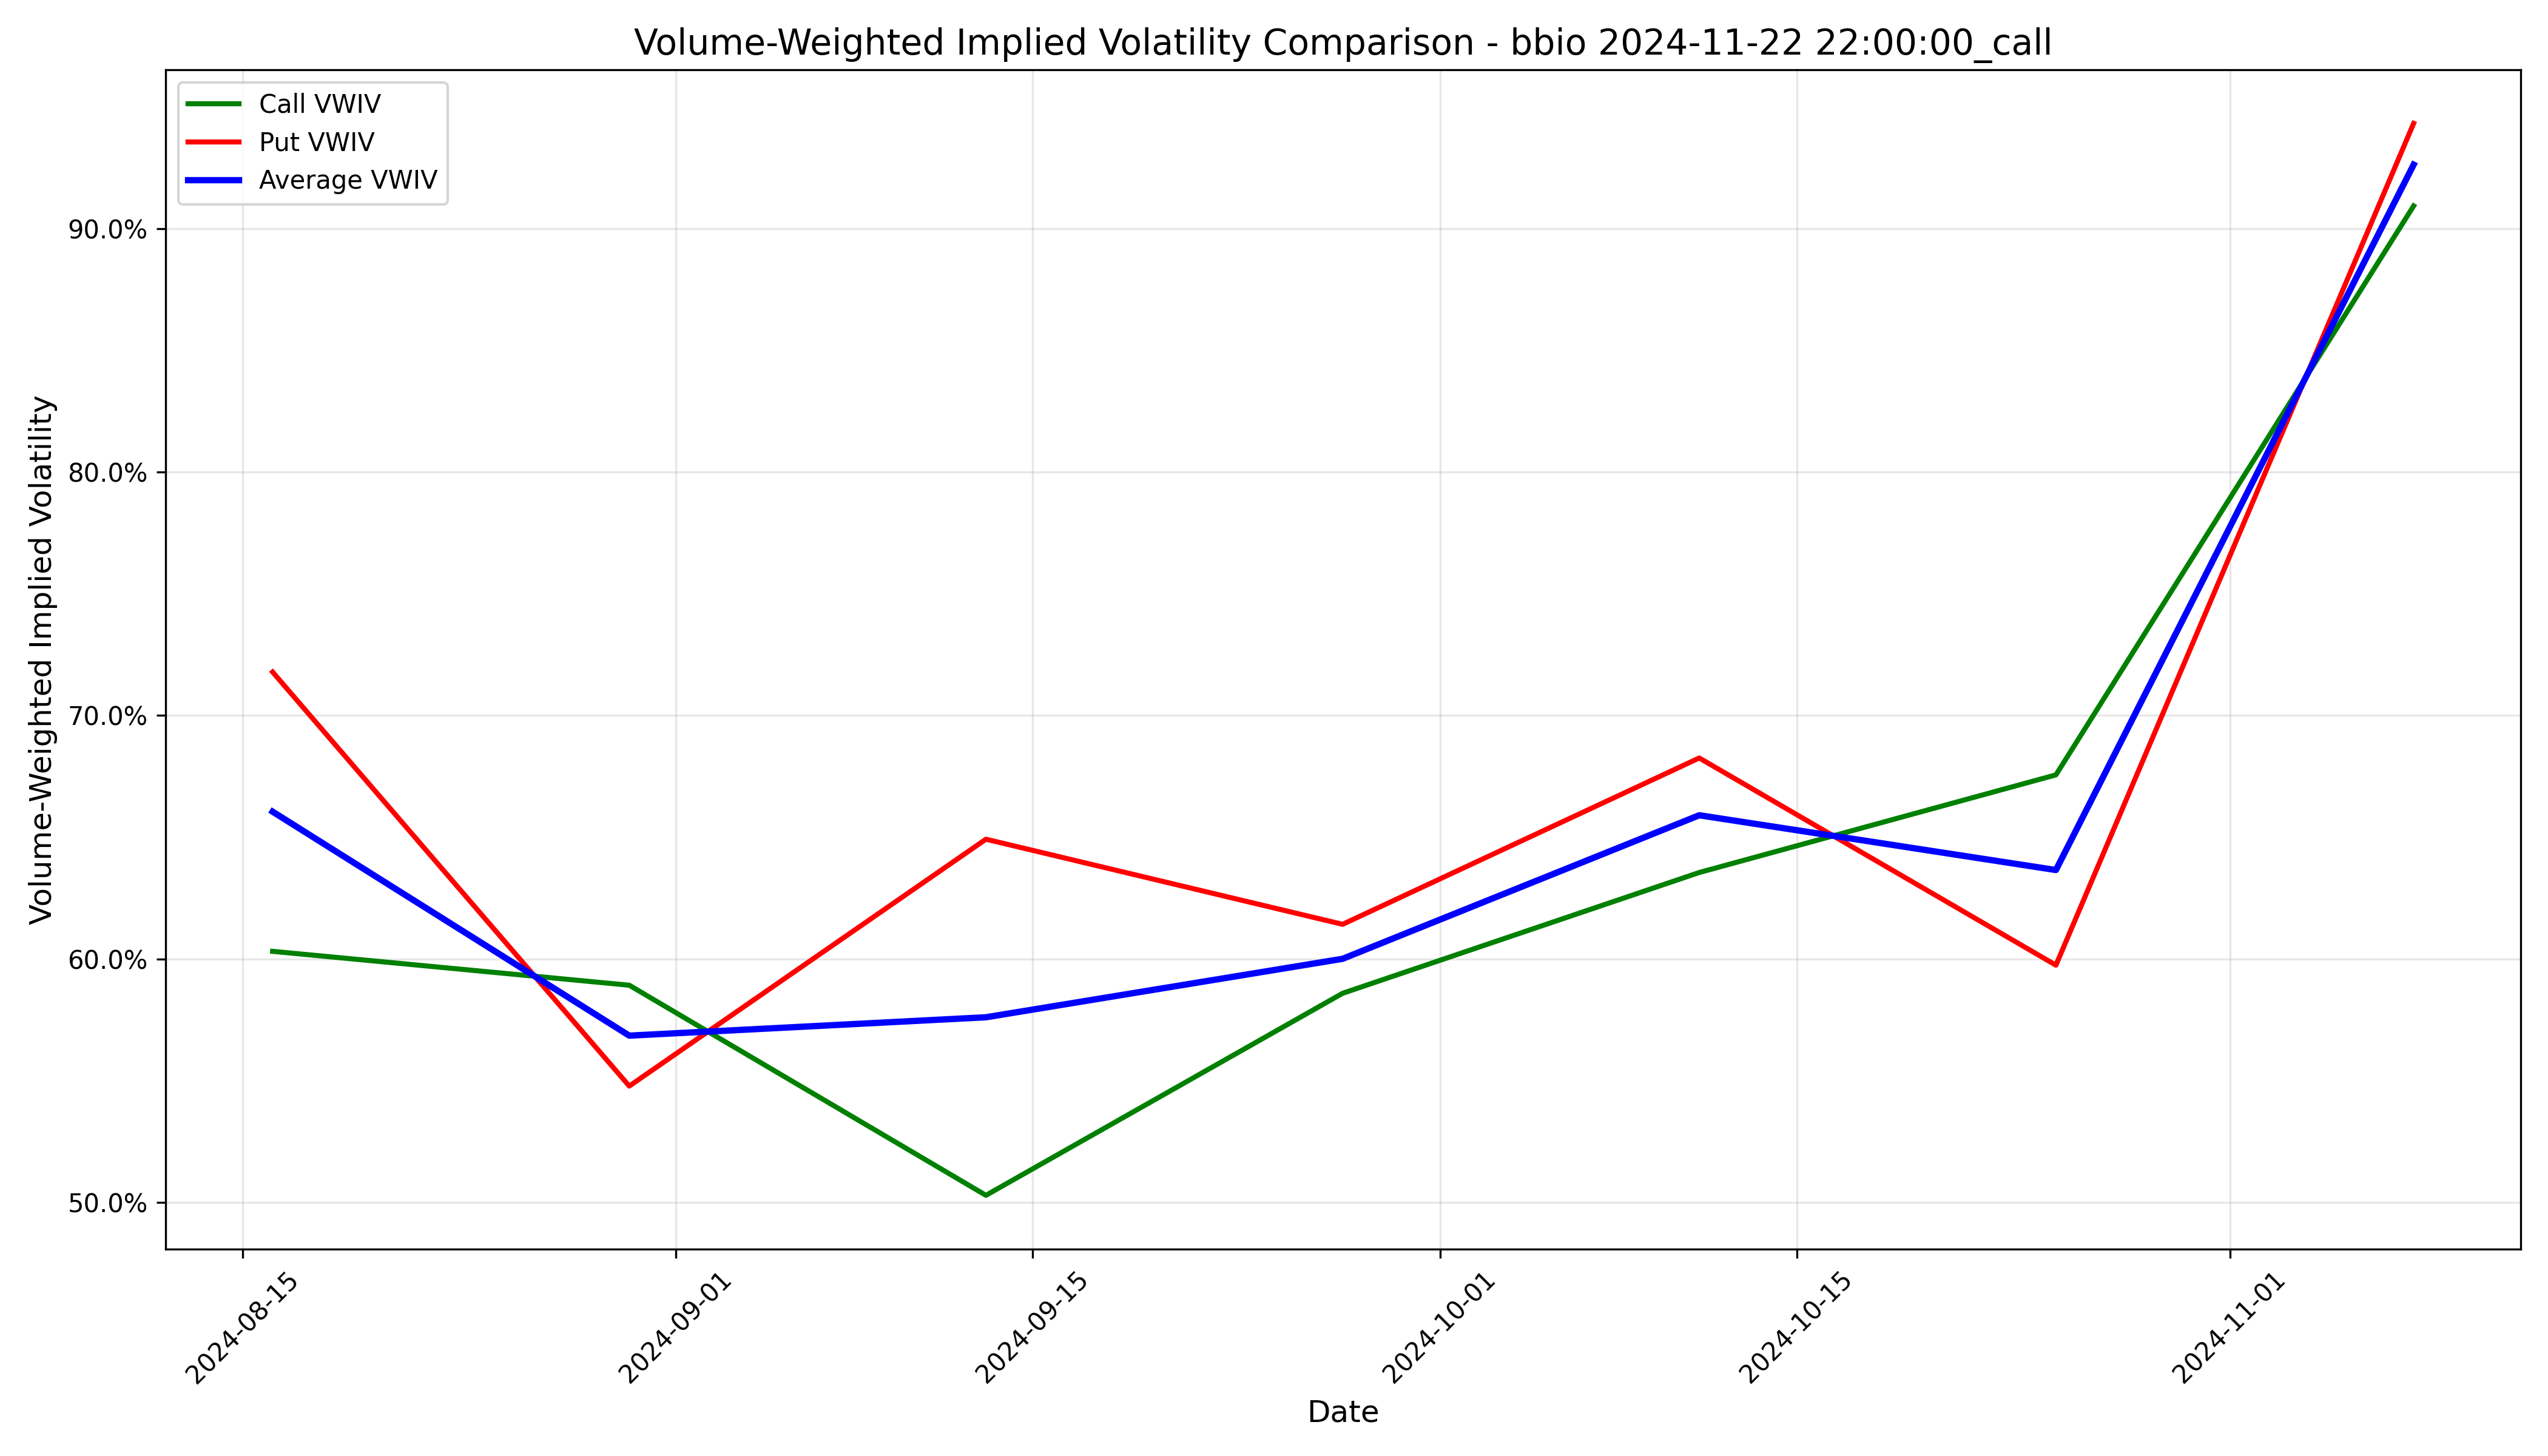 Volume-Weighted Implied Volatility Comparison - bbio 2024-11-22 22:00:00_call
Call VWIV
Put VWIV
Average VWIV
Volume-Weighted Implied Volatility
90.0%
80.0%
70.0%
60.0%
50.0%
2024-08-15
2024-09-01
2024-09-15
2024-10-01
2024-10-15
2024-11-01
Date